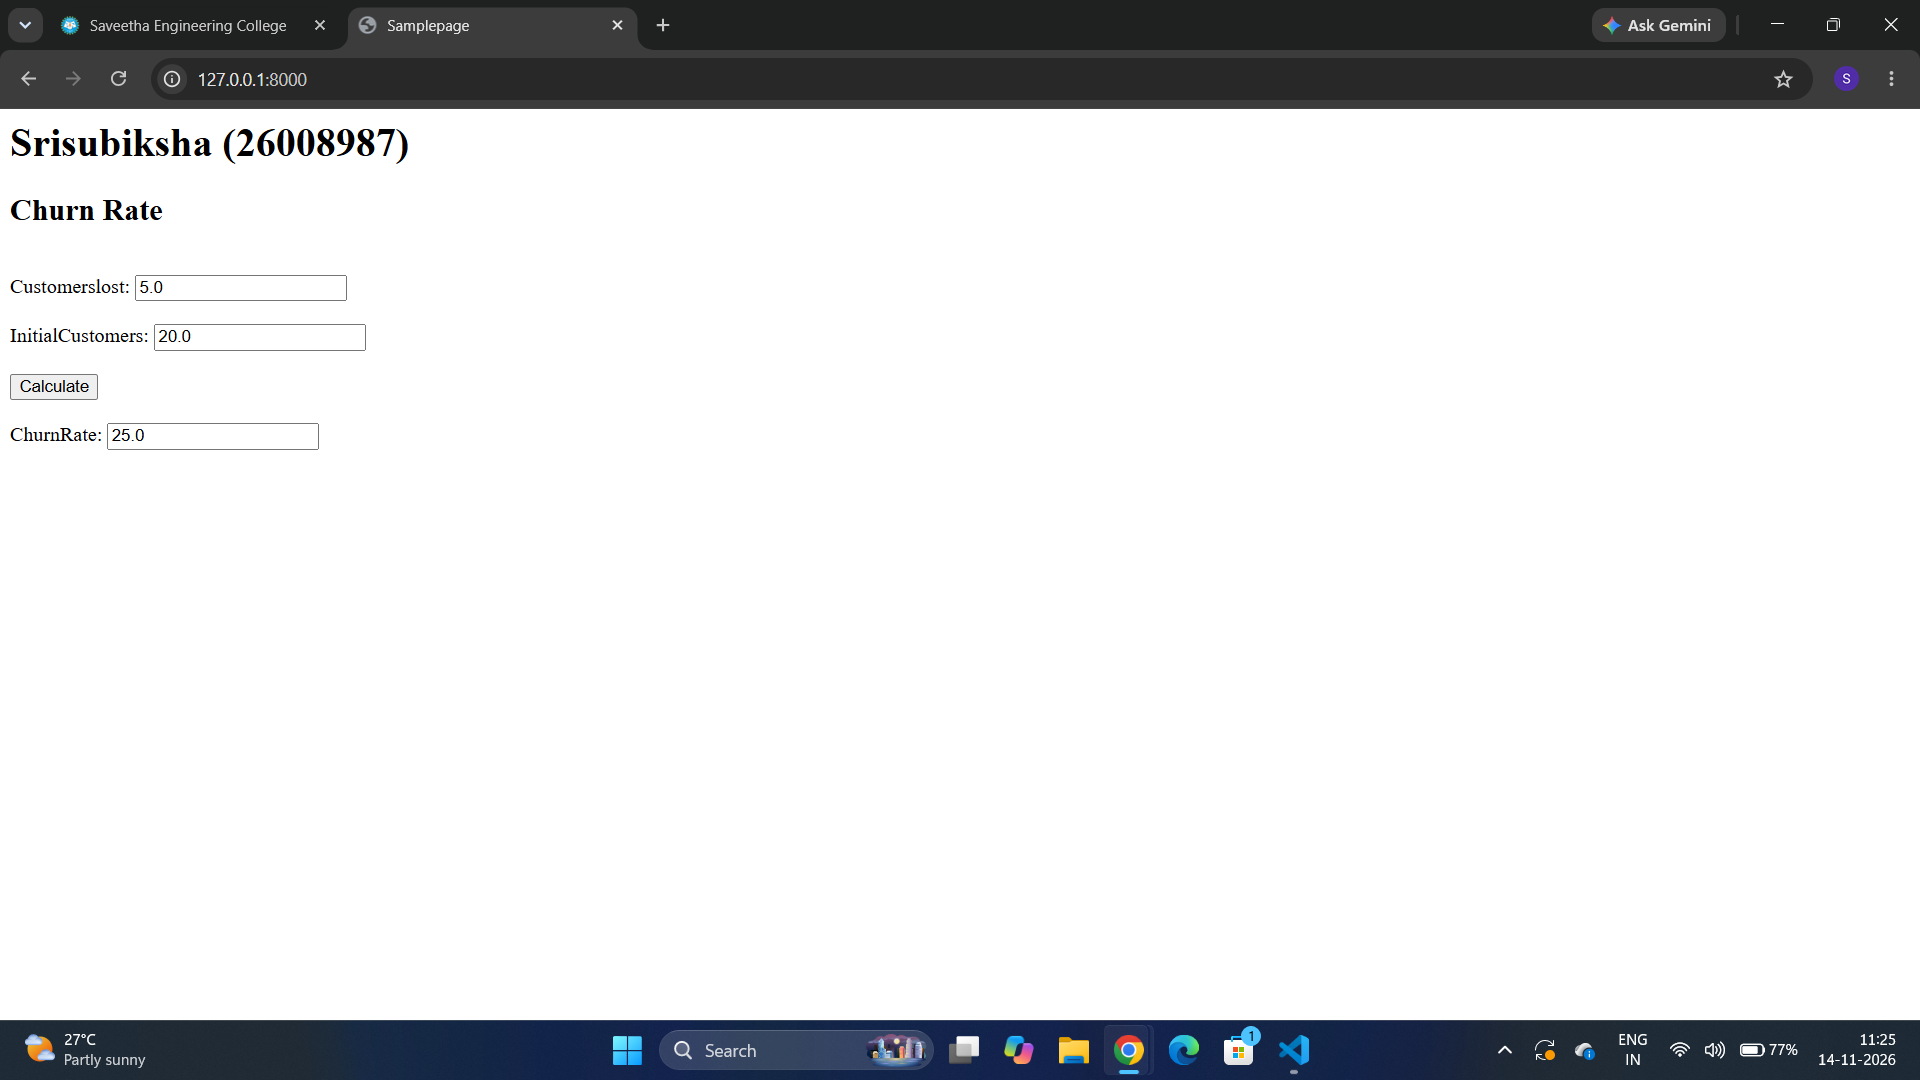 Saveetha Engineering College
Samplepage
Ask Gemini
127.0.0.1:8000
S
Srisubiksha (26008987)
Churn Rate
Customerslost: 5.0
InitialCustomers: 20.0
Calculate
ChurnRate: 25.0
27°C
Partly sunny
Search
1
ENG
IN
77%
11:25
14-11-2026